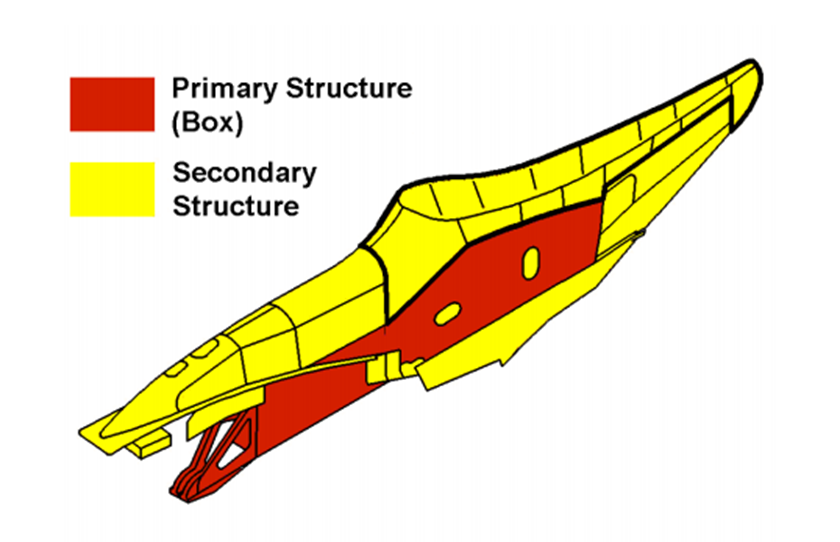 Primary Structure
(Box)
Secondary
Structure